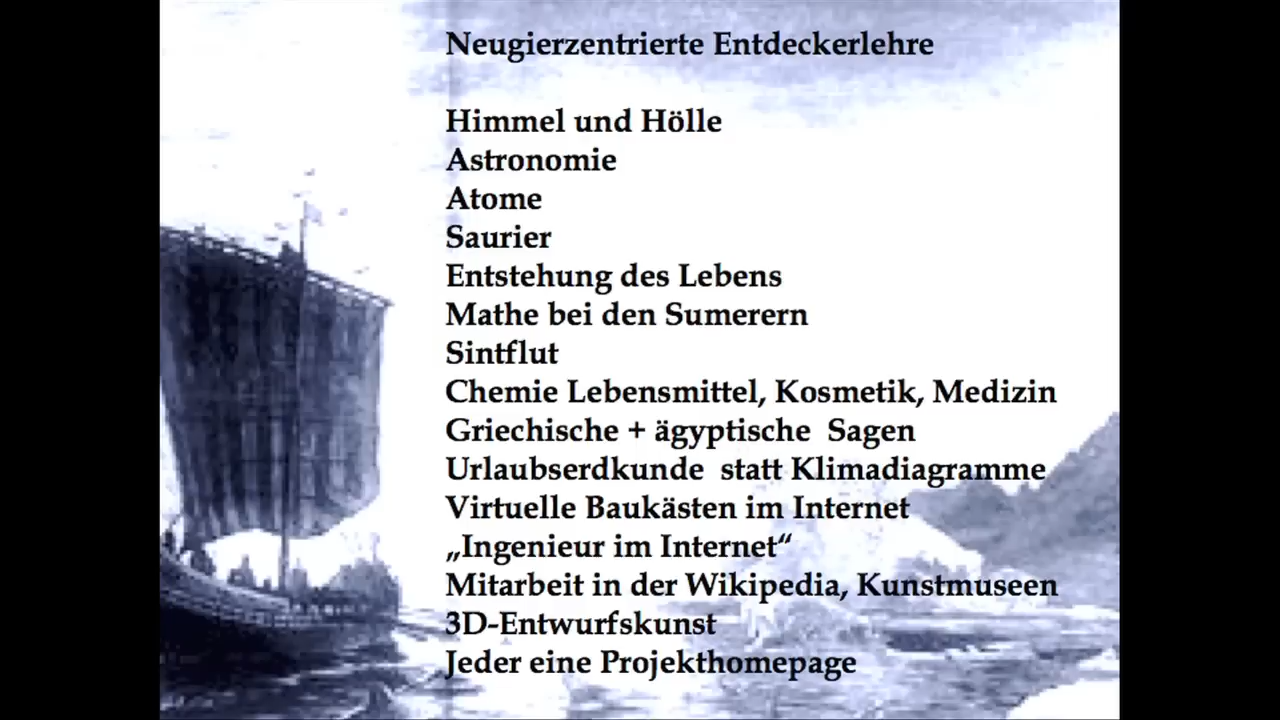 Neugierzentrierte Entdeckerlehre
Himmel und Hölle
Astronomie
Atome
Saurier
Entstehung des Lebens
Mathe bei den Sumerern
Sintflut
Chemie Lebensmittel, Kosmetik, Medizin
Griechische + ägyptische  Sagen
Urlaubserdkunde  statt Klimadiagramme
Virtuelle Baukästen im Internet
„Ingenieur im Internet“
Mitarbeit in der Wikipedia, Kunstmuseen
3D-Entwurfskunst
Jeder eine Projekthomepage